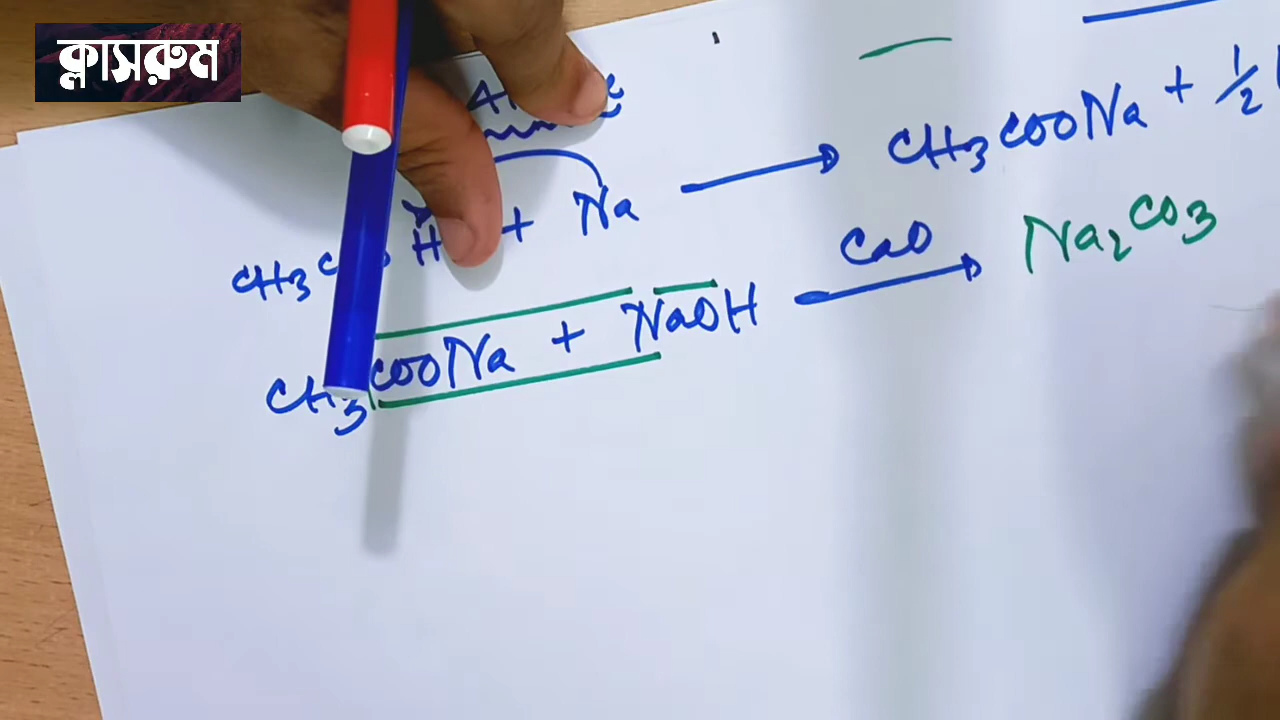 ক্লাসরুম
CH3 H + Na → CH3COONa + 1/2
CH3COONa + NaOH CaO → Na2CO3